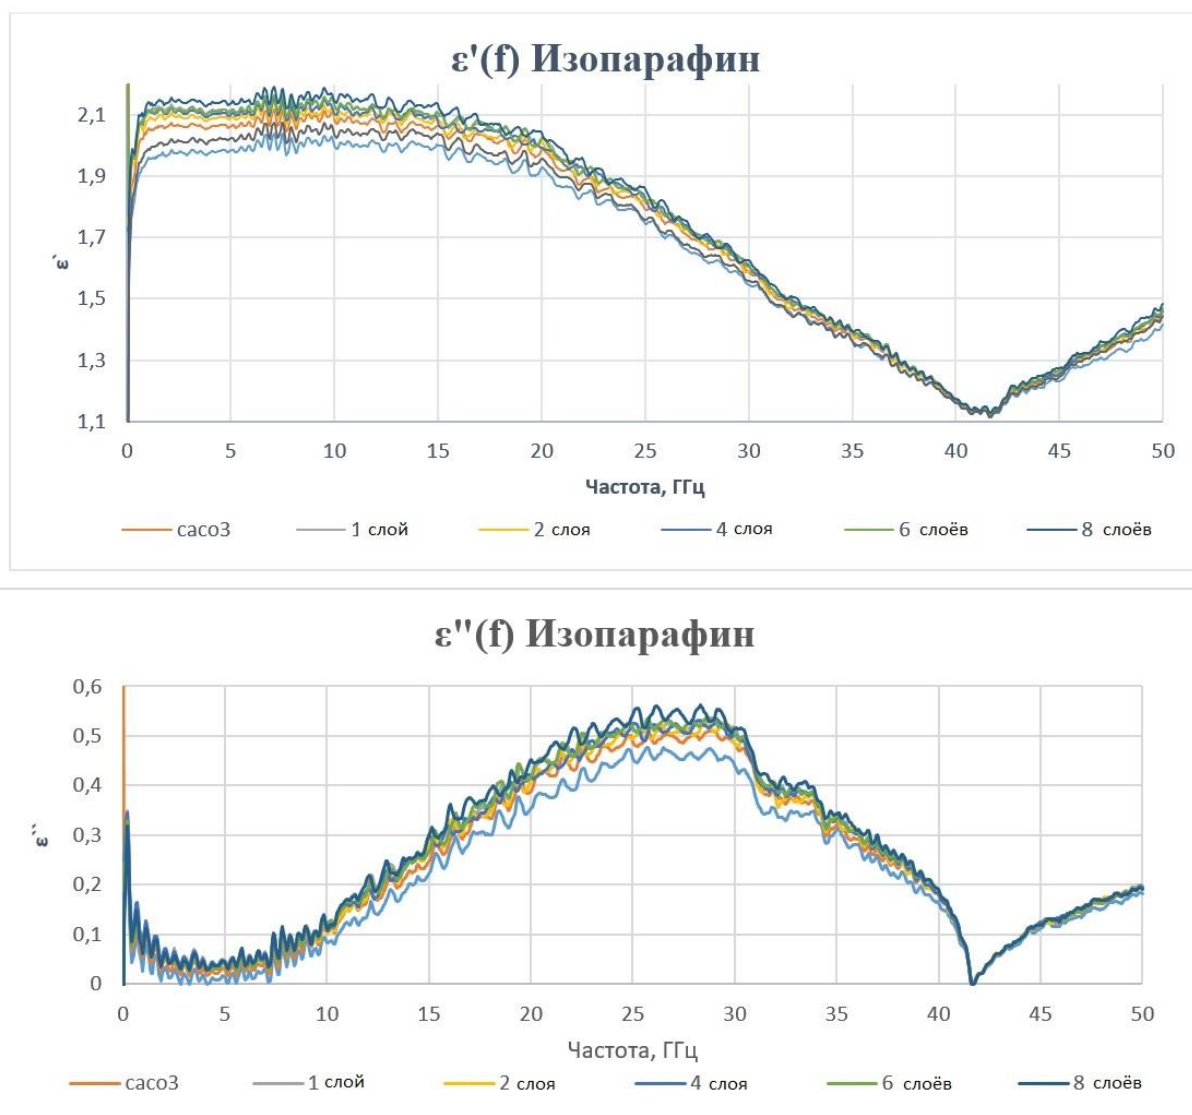 ε'(f) Изопарафин
2,1
1,9
1,7
1,5
1,3
1,1
ε`
0 5 10 15 20 25 30 35 40 45 50
Частота, ГГц
сасо3 1 слой 2 слоя 4 слоя 6 слоёв 8 слоёв
ε"(f) Изопарафин
0,6
0,5
0,4
0,3
0,2
0,1
0
ε``
0 5 10 15 20 25 30 35 40 45 50
Частота, ГГц
сасо3 1 слой 2 слоя 4 слоя 6 слоёв 8 слоёв